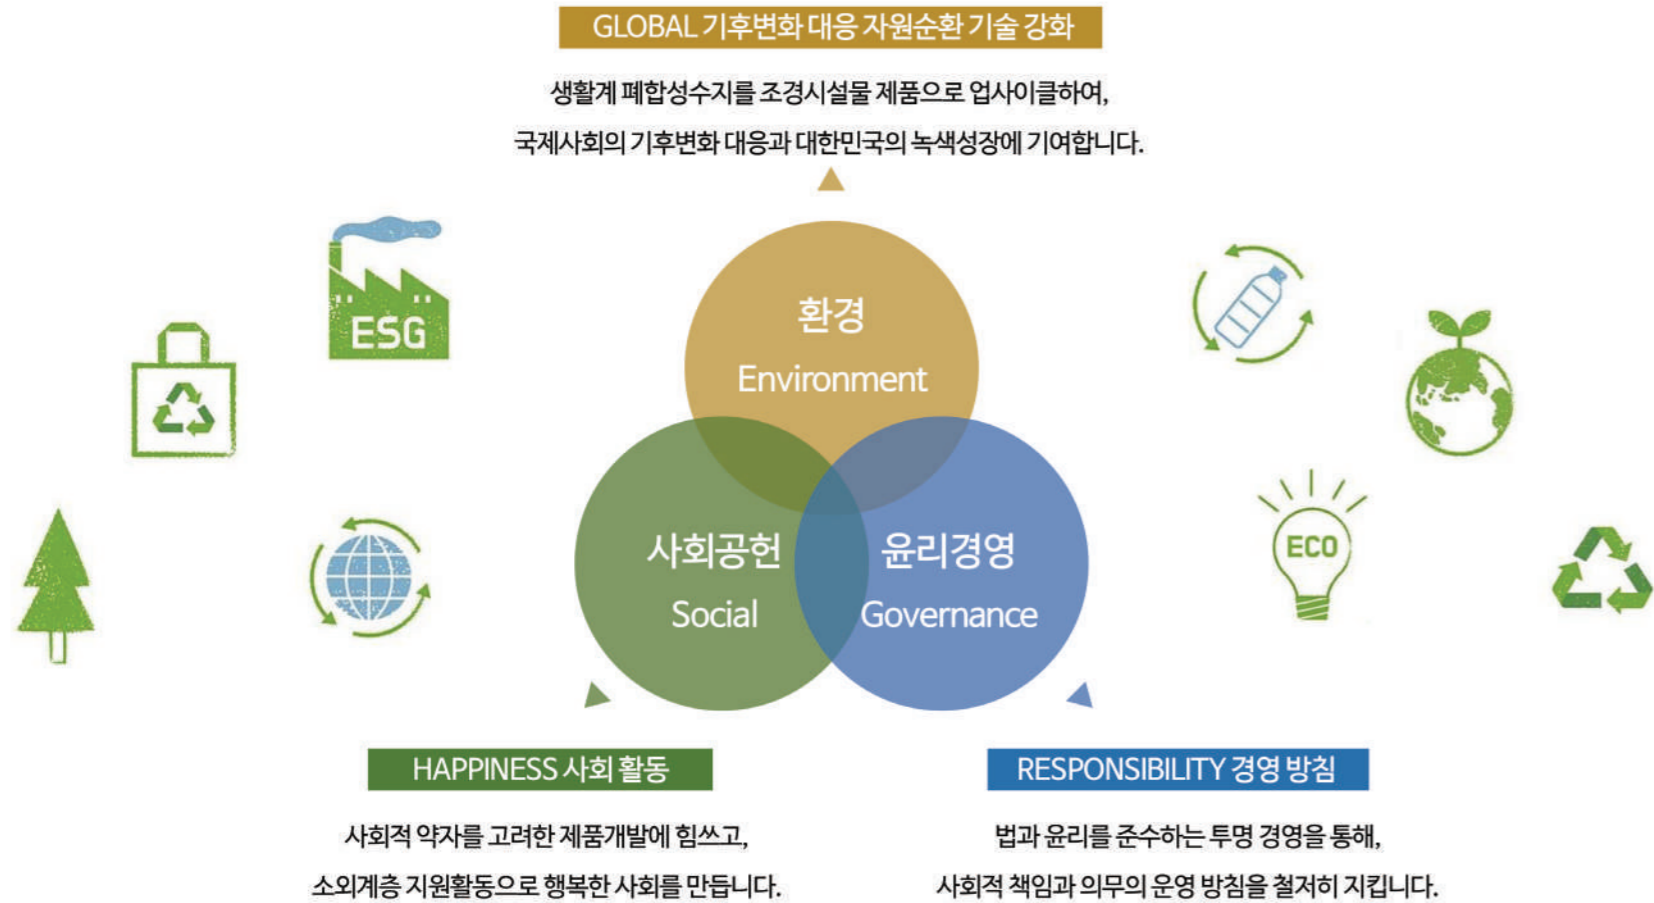 GLOBAL 기후변화 대응 자원순환 기술 강화
생활계 폐합성수지를 조경시설물 제품으로 업사이클하여,
국제사회의 기후변화 대응과 대한민국의 녹색성장에 기여합니다.
ESG
환경
Environment
사회공헌
Social
윤리경영
Governance
ECO
HAPPINESS 사회 활동
사회적 약자를 고려한 제품개발에 힘쓰고,
소외계층 지원활동으로 행복한 사회를 만듭니다.
RESPONSIBILITY 경영 방침
법과 윤리를 준수하는 투명 경영을 통해,
사회적 책임과 의무의 운영 방침을 철저히 지킵니다.